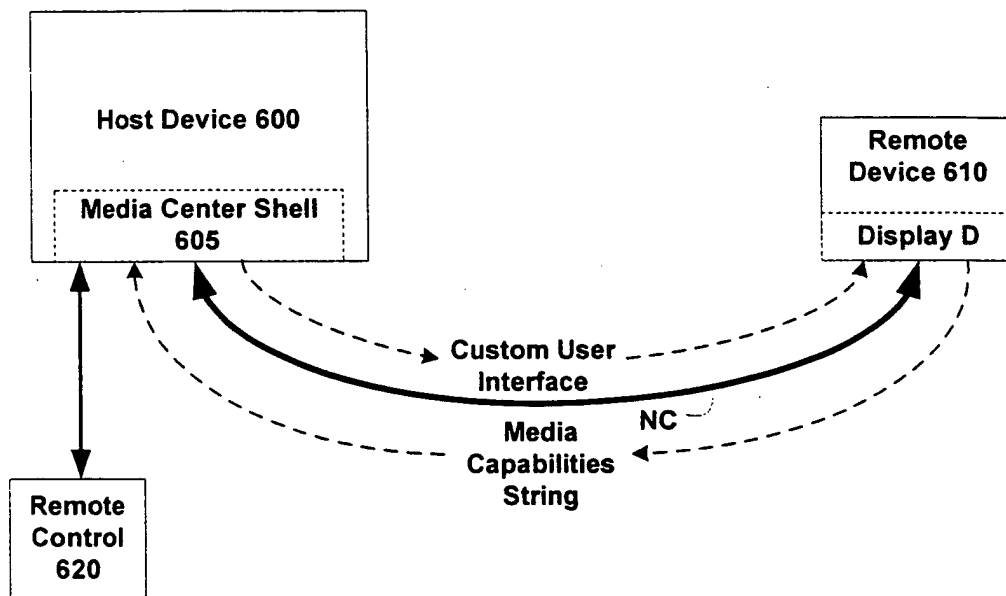 Host Device 600
Media Center Shell
605
Remote
Device 610
Display D
Custom User
Interface
NC
Media
Capabilities
String
Remote
Control
620